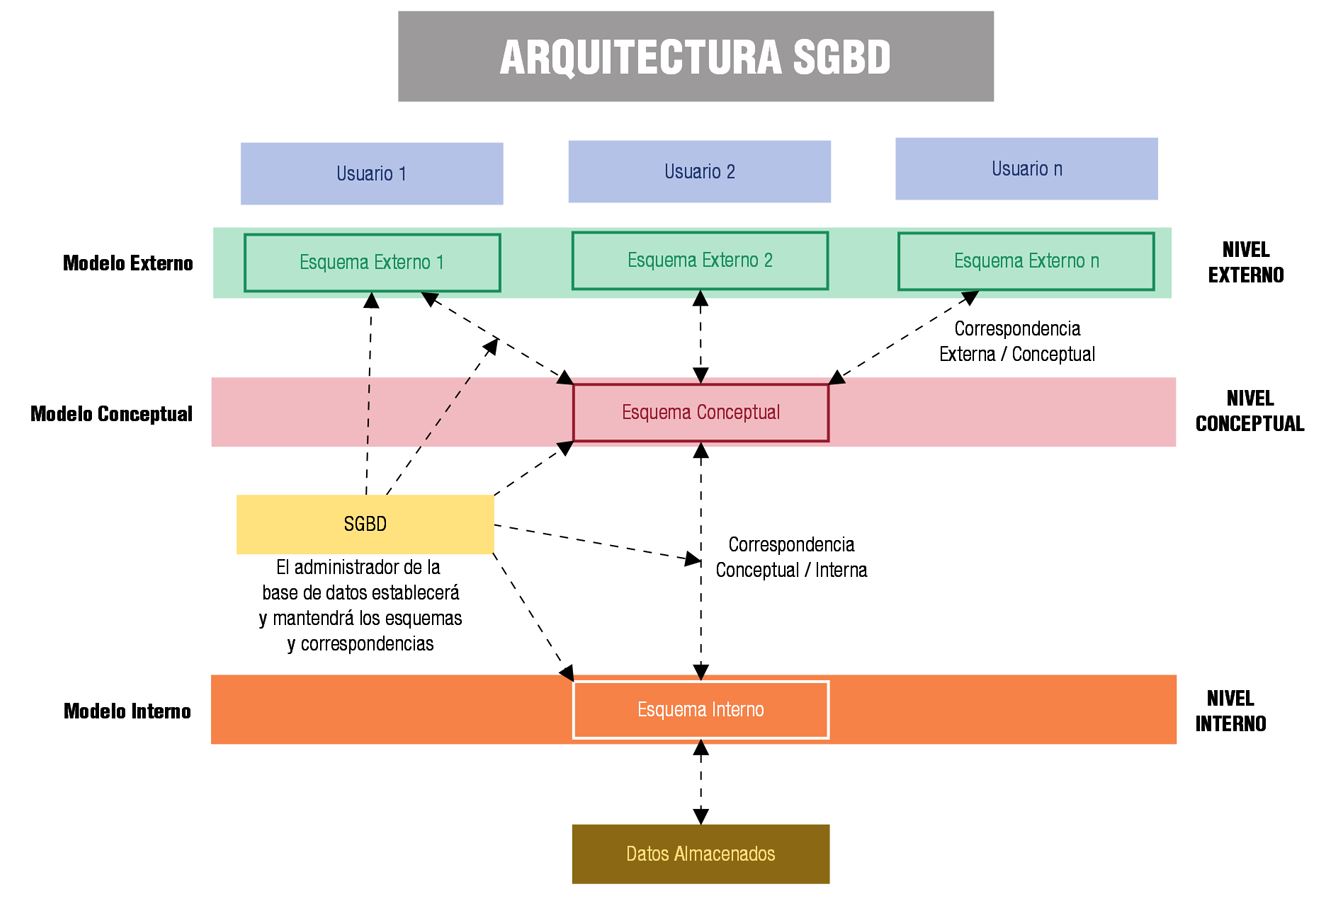 ARQUITECTURA SGBD
Usuario 1
Usuario 2
Usuario n
Modelo Externo
Esquema Externo 1
Esquema Externo 2
Esquema Externo n
NIVEL
EXTERNO
Correspondencia
Externa / Conceptual
Modelo Conceptual
Esquema Conceptual
NIVEL
CONCEPTUAL
SGBD
El administrador de la
base de datos establecerá
y mantendrá los esquemas
y correspondencias
Correspondencia
Conceptual / Interna
Modelo Interno
Esquema Interno
NIVEL
INTERNO
Datos Almacenados